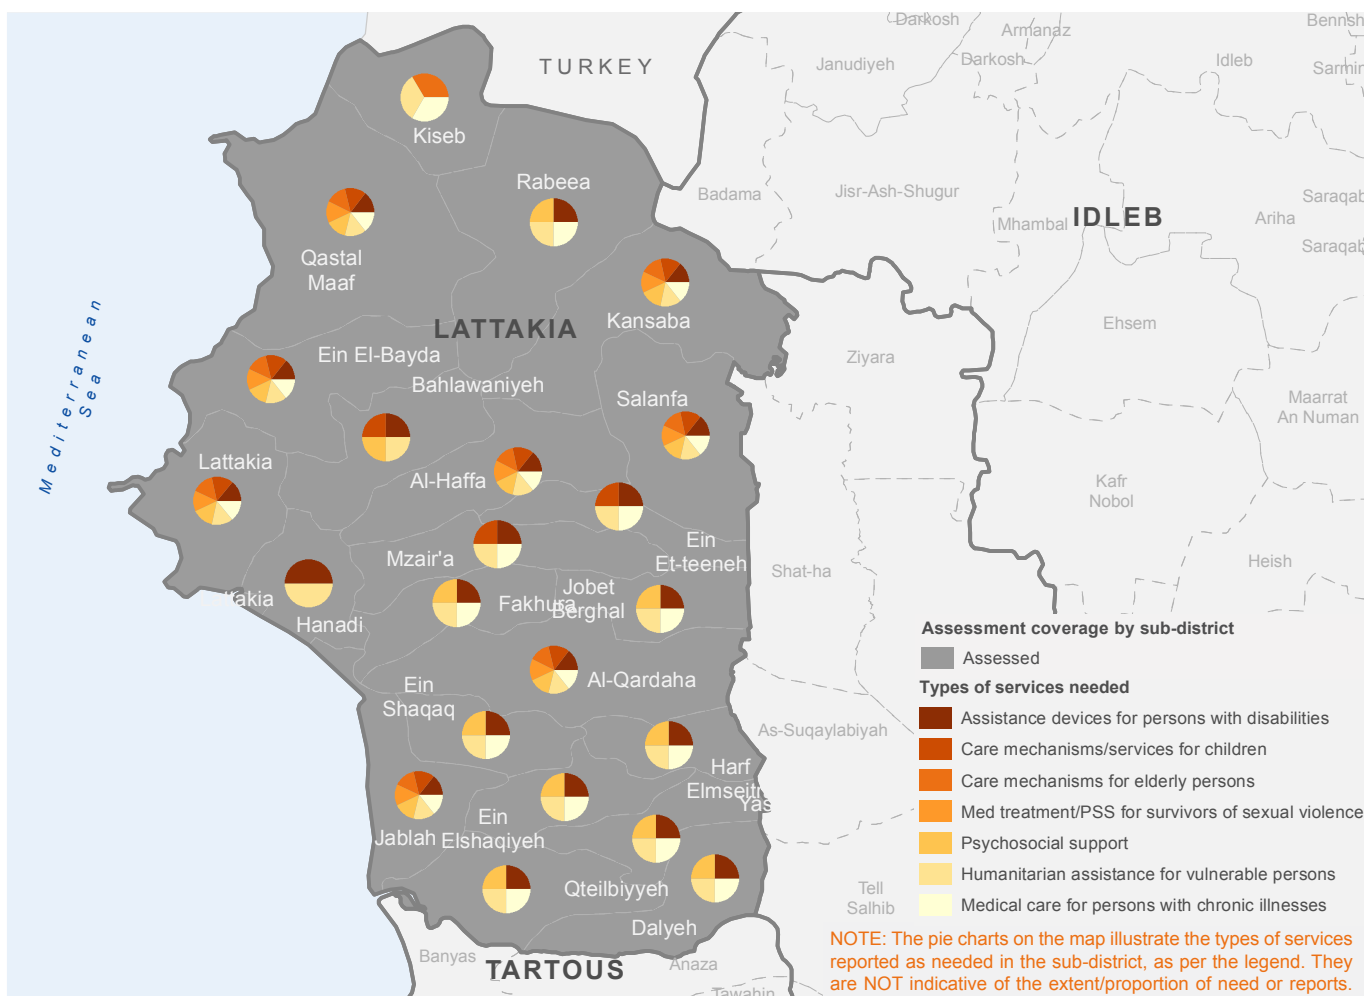 Darkosh
Armanaz
Bennsh
TURKEY
Janudiyeh
Darkosh
Idleb
Sarmin
Kiseb
Rabeea
Badama
Jisr-Ash-Shugur
Mhambal
IDLEB
Ariha
Saraqab
Saraqab
Qastal
Maaf
Kansaba
Mediterranean
Sea
LATTAKIA
Ein El-Bayda
Bahlawaniyeh
Ziyara
Ehsem
Salanfa
Maarrat
An Numan
Lattakia
Al-Haffa
Kafr
Nobol
Mzair'a
Ein
Et-teeneh
Shat-ha
Heish
Jobet
Berghal
Fakhura
Hanadi
Al-Qardaha
Ein
Shaqaq
As-Suqaylabiyah
Harf
Elmseitra
Jablah
Ein
Elshaqiyeh
Qteilbiyyeh
Dalyeh
Tell
Salhib
Banyas
TARTOUS
Anaza
Tawahin
Assessment coverage by sub-district
Assessed
Types of services needed
Assistance devices for persons with disabilities
Care mechanisms/services for children
Care mechanisms for elderly persons
Med treatment/PSS for survivors of sexual violence
Psychosocial support
Humanitarian assistance for vulnerable persons
Medical care for persons with chronic illnesses
NOTE: The pie charts on the map illustrate the types of services
reported as needed in the sub-district, as per the legend. They
are NOT indicative of the extent/proportion of need or reports.